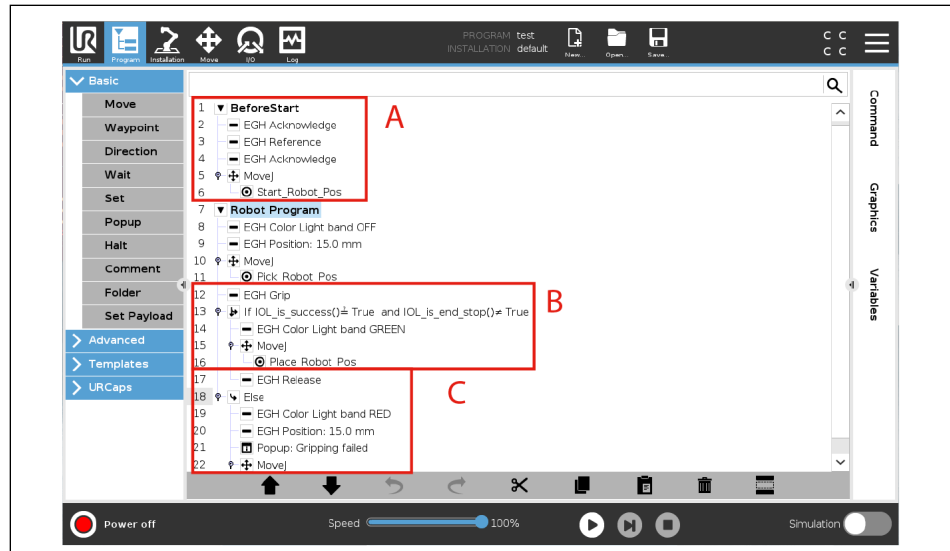 PROGRAM test
INSTALLATION default
UR
Run
Program
Installation
Move
I/O
Log
New...
Open...
Save...
C C
C C
Basic
Move
Waypoint
Direction
Wait
Set
Popup
Halt
Comment
Folder
Set Payload
Advanced
Templates
URCaps
1 BeforeStart
2 EGH Acknowledge
3 EGH Reference
4 EGH Acknowledge
5 MoveJ
6 Start_Robot_Pos
A
7 Robot Program
8 EGH Color Light band OFF
9 EGH Position: 15.0 mm
10 MoveJ
11 Pick_Robot_Pos
12 EGH Grip
13 If IOL_is_success()≟ True and IOL_is_end_stop()≠ True
14 EGH Color Light band GREEN
15 MoveJ
16 Place_Robot_Pos
B
17 EGH Release
18 Else
19 EGH Color Light band RED
20 EGH Position: 15.0 mm
21 Popup: Gripping failed
22 MoveJ
C
Command
Graphics
Variables
Power off
Speed
100%
Simulation